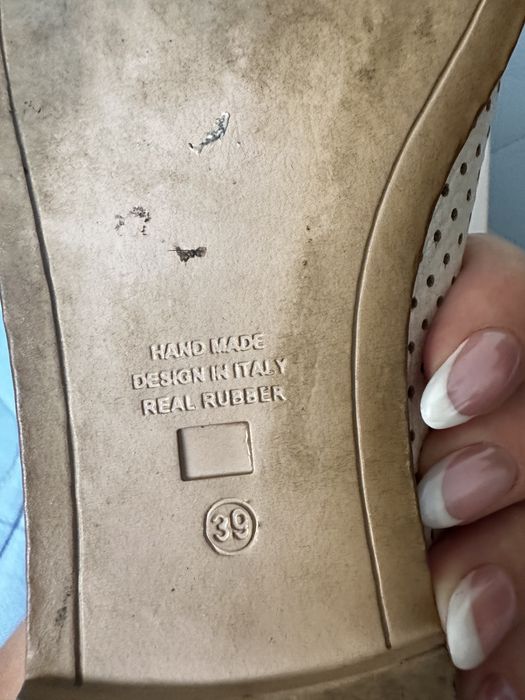 HAND MADE
DESIGN IN ITALY
REAL RUBBER
39